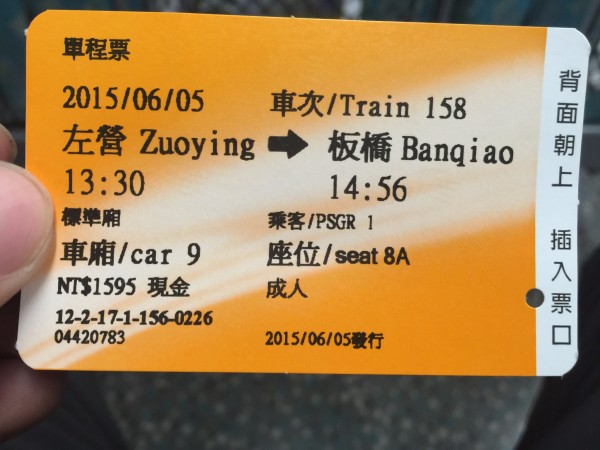 單程票
2015/06/05 車次/Train 158
左營 Zuoying ➡ 板橋 Banqiao
13:30 14:56
標準廂 乘客/PSGR 1
車廂/car 9 座位/seat 8A
NT$1595 現金 成人
12-2-17-1-156-0226
04420783 2015/06/05發行
背面朝上 插入票口